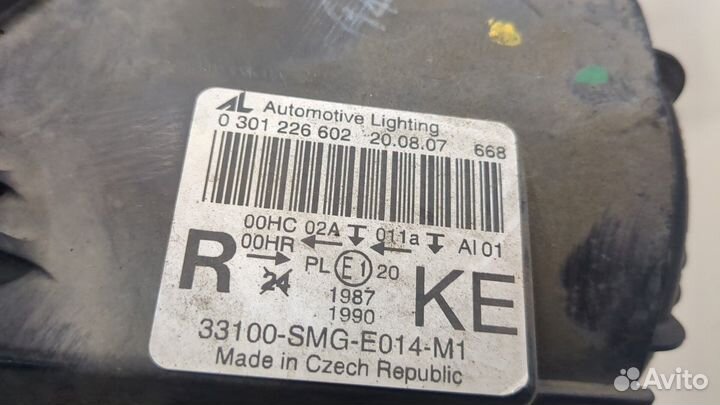 AL Automotive Lighting
0 301 226 602 20.08.07 668
00HC 02A 011a AI 01
00HR
R PL E1 20 KE
24
1987
1990
33100-SMG-E014-M1
Made in Czech Republic
Avito